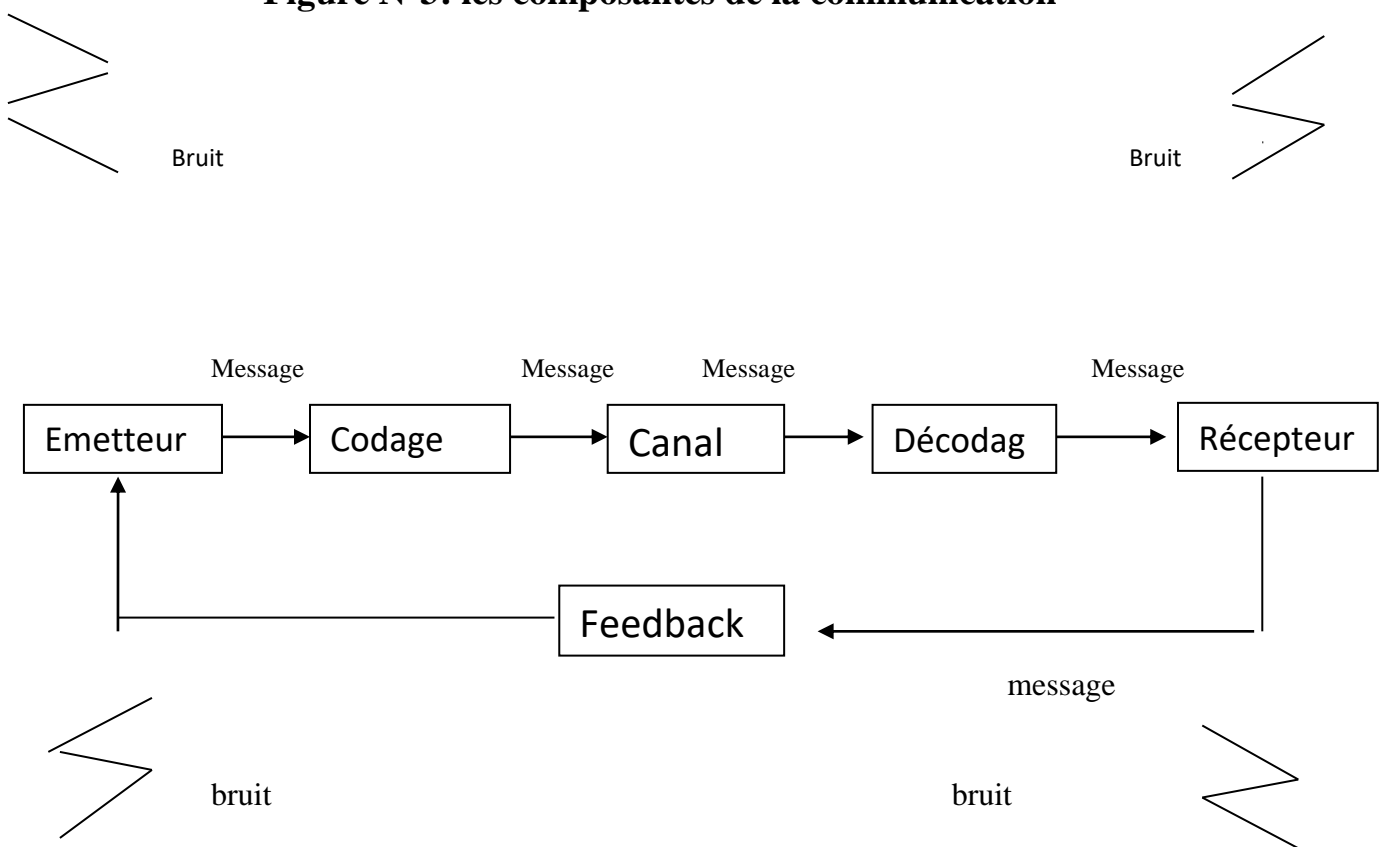 Figure N°3: les composantes de la communication
Bruit Bruit
Message Message Message Message
Emetteur Codage Canal Décodag Récepteur
Feedback
message
bruit bruit